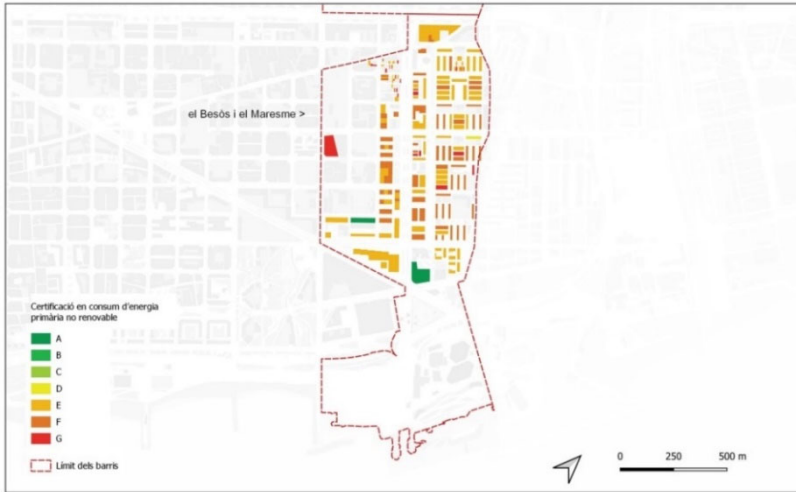 el Besòs i el Maresme >
Certificació en consum d'energia
primària no renovable
A
B
C
D
E
F
G
Límit dels barris
0 250 500 m